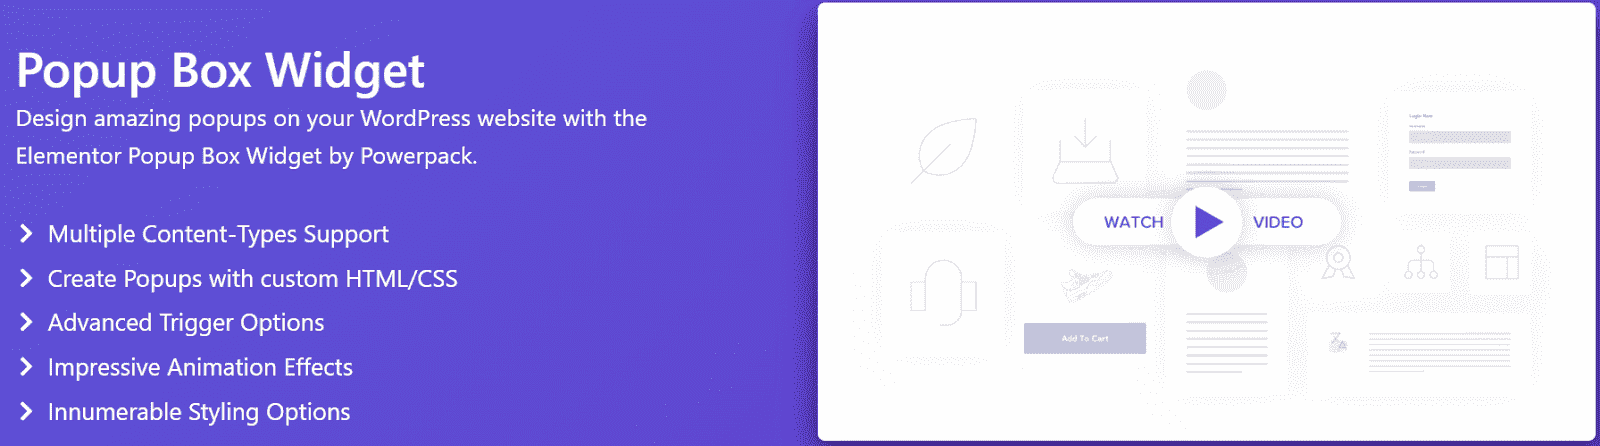 Popup Box Widget
Design amazing popups on your WordPress website with the
Elementor Popup Box Widget by Powerpack.
Multiple Content-Types Support
Create Popups with custom HTML/CSS
Advanced Trigger Options
Impressive Animation Effects
Innumerable Styling Options
WATCH VIDEO
Add To Cart